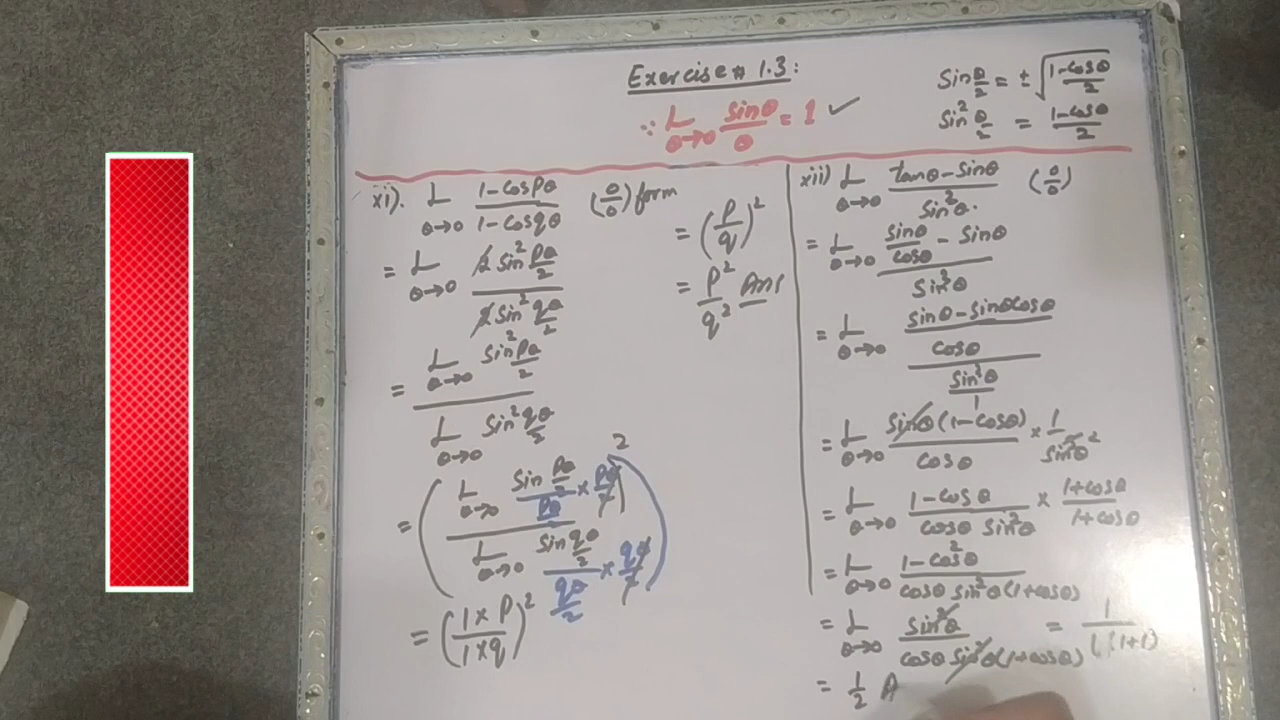 Exercise # 1.3:
∵ L θ→0 sinθ/θ = 1 ✓
Sin θ/2 = ± √(1-cosθ/2)
Sin² θ/2 = 1-cosθ/2
xi). L θ→0 1-cosPθ/1-cosqθ (0/0) form
= L θ→0 2 sin² Pθ/2 / 2 sin² qθ/2
= L θ→0 sin² Pθ/2 / L θ→0 sin² qθ/2
= ( L θ→0 sin Pθ/2 / Pθ/2 × Pθ/2 / L θ→0 sin qθ/2 / qθ/2 × qθ/2 )²
= (1×P/1×q)²
= (P/q)²
= P²/q² Ans
xii) L θ→0 tanθ-sinθ/sin³θ. (0/0)
= L θ→0 sinθ/cosθ - sinθ / sin³θ
= L θ→0 sinθ-sinθcosθ/cosθ / sin³θ/1
= L θ→0 sinθ(1-cosθ)/cosθ × 1/sin³θ 2
= L θ→0 1-cosθ/cosθ sin²θ × 1+cosθ/1+cosθ
= L θ→0 1-cos²θ/cosθ sin²θ(1+cosθ)
= L θ→0 sin²θ/cosθ sin²θ(1+cosθ) = 1/1(1+1)
= 1/2 A